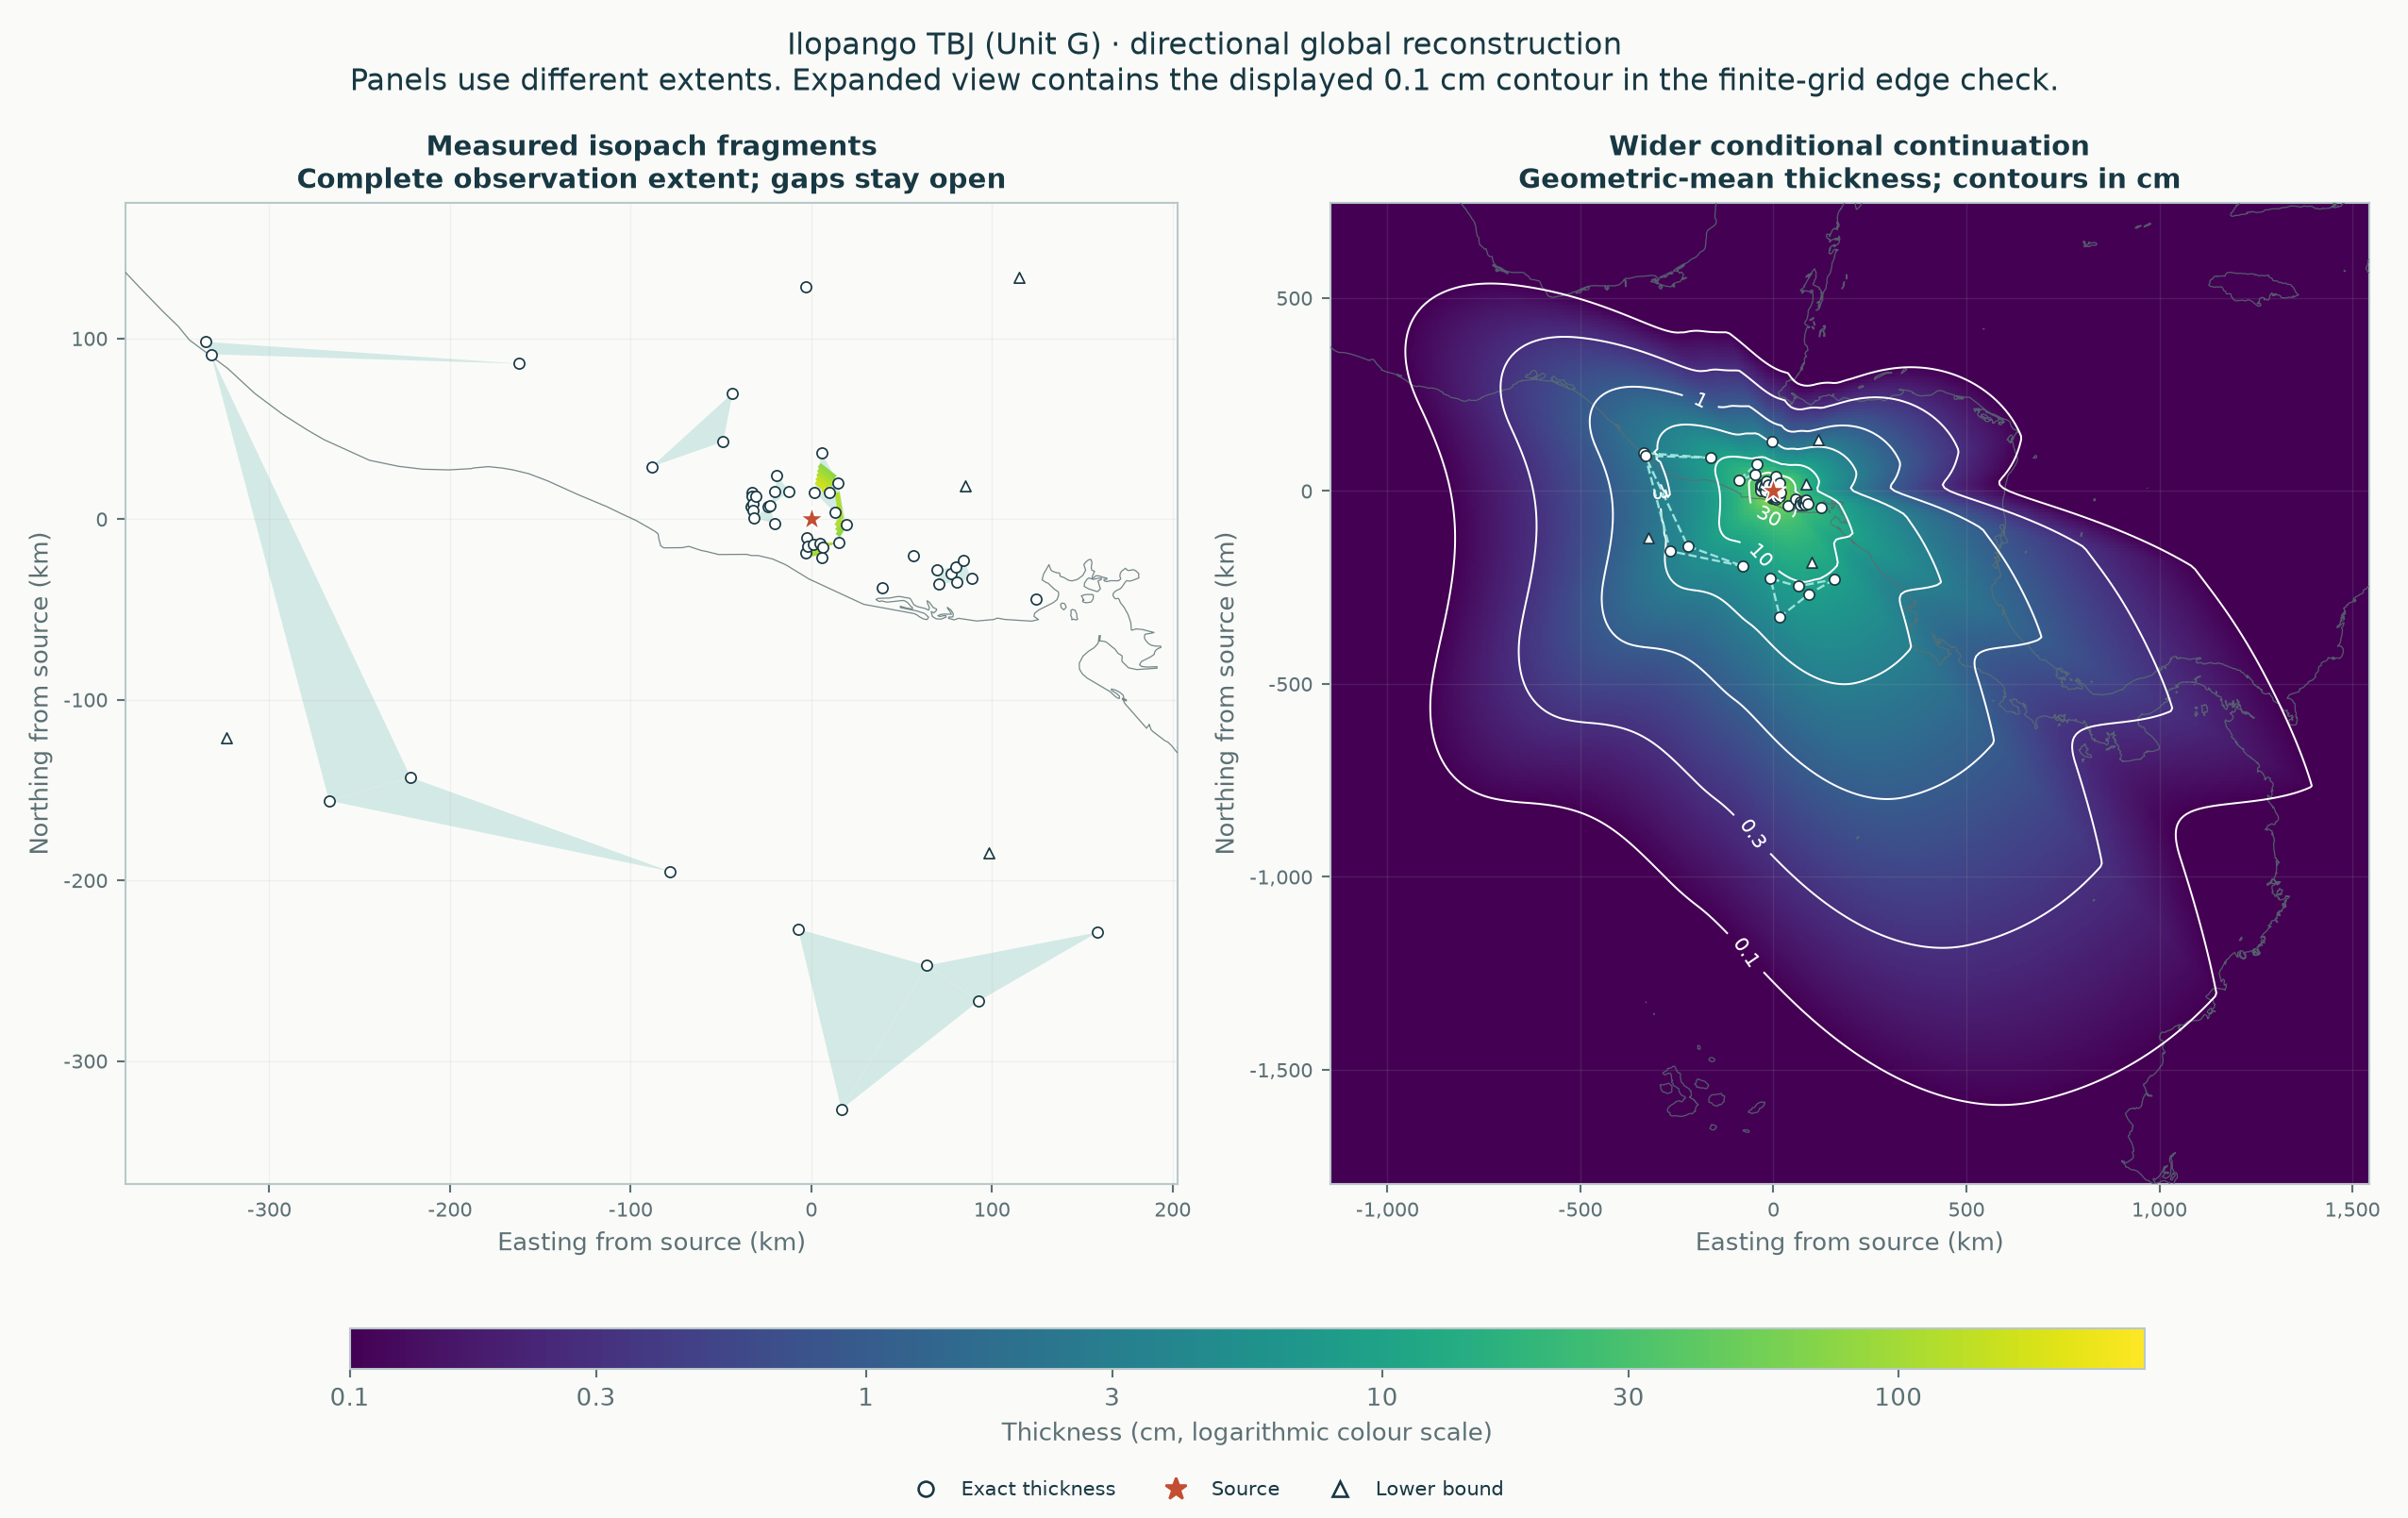 Ilopango TBJ (Unit G) · directional global reconstruction
Panels use different extents. Expanded view contains the displayed 0.1 cm contour in the finite-grid edge check.
Measured isopach fragments
Complete observation extent; gaps stay open
Northing from source (km)
100
0
-100
-200
-300
-300
-200
-100
0
100
200
Easting from source (km)
Wider conditional continuation
Geometric-mean thickness; contours in cm
Northing from source (km)
500
0
-500
-1,000
-1,500
1
3
30
10
0.3
0.1
-1,000
-500
0
500
1,000
1,500
Easting from source (km)
0.1
0.3
1
3
10
30
100
Thickness (cm, logarithmic colour scale)
Exact thickness
Source
Lower bound